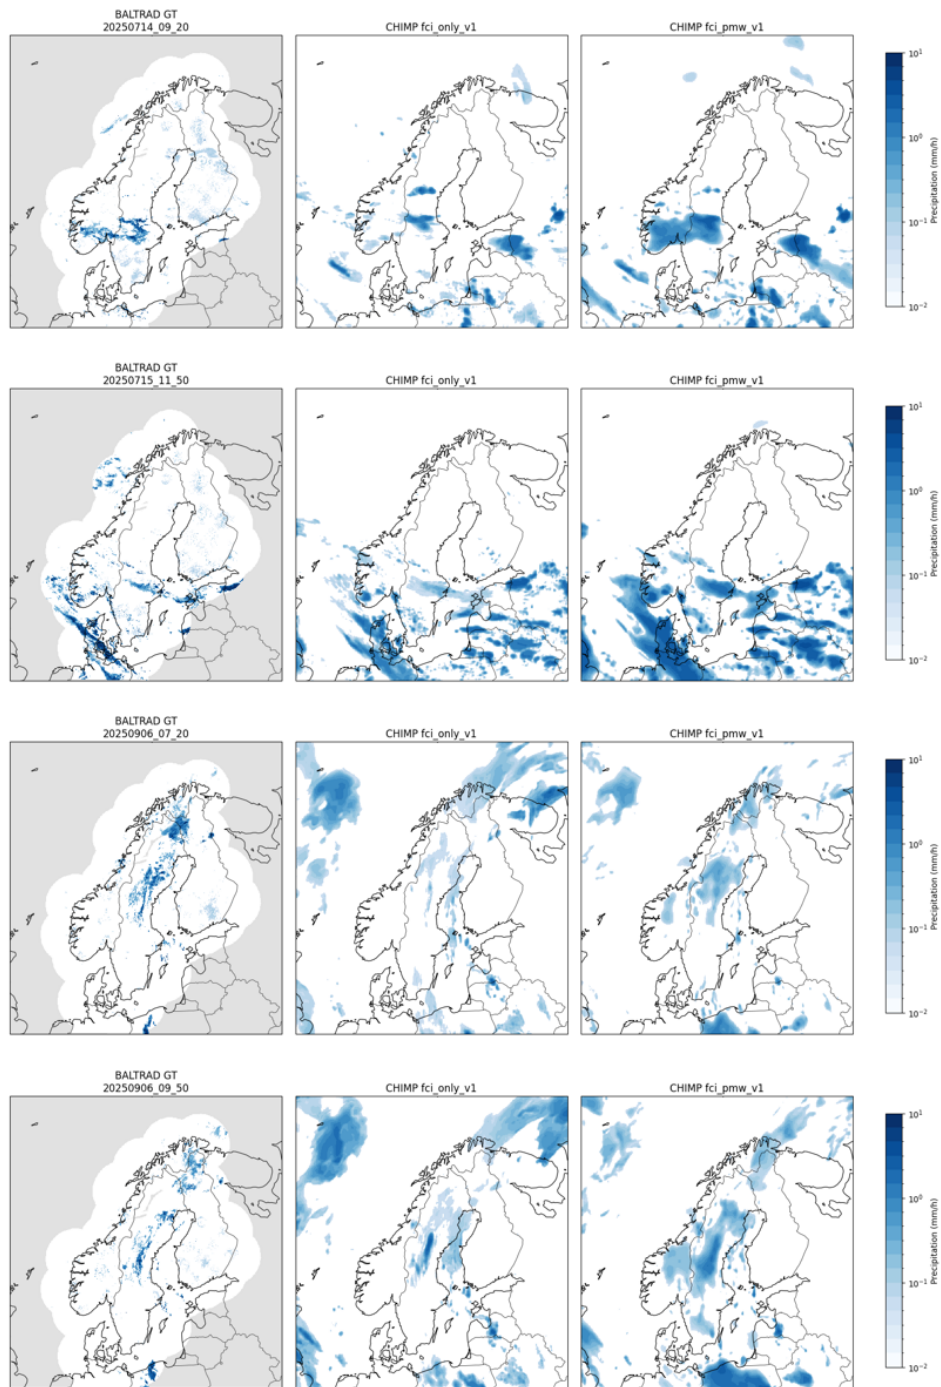 BALTRAD GT
20250714_09_20
CHIMP fci_only_v1
CHIMP fci_pmw_v1
10¹
10⁰
10⁻¹
10⁻²
Precipitation (mm/h)
BALTRAD GT
20250715_11_50
CHIMP fci_only_v1
CHIMP fci_pmw_v1
10¹
10⁰
10⁻¹
10⁻²
Precipitation (mm/h)
BALTRAD GT
20250906_07_20
CHIMP fci_only_v1
CHIMP fci_pmw_v1
10¹
10⁰
10⁻¹
10⁻²
Precipitation (mm/h)
BALTRAD GT
20250906_09_50
CHIMP fci_only_v1
CHIMP fci_pmw_v1
10¹
10⁰
10⁻¹
10⁻²
Precipitation (mm/h)